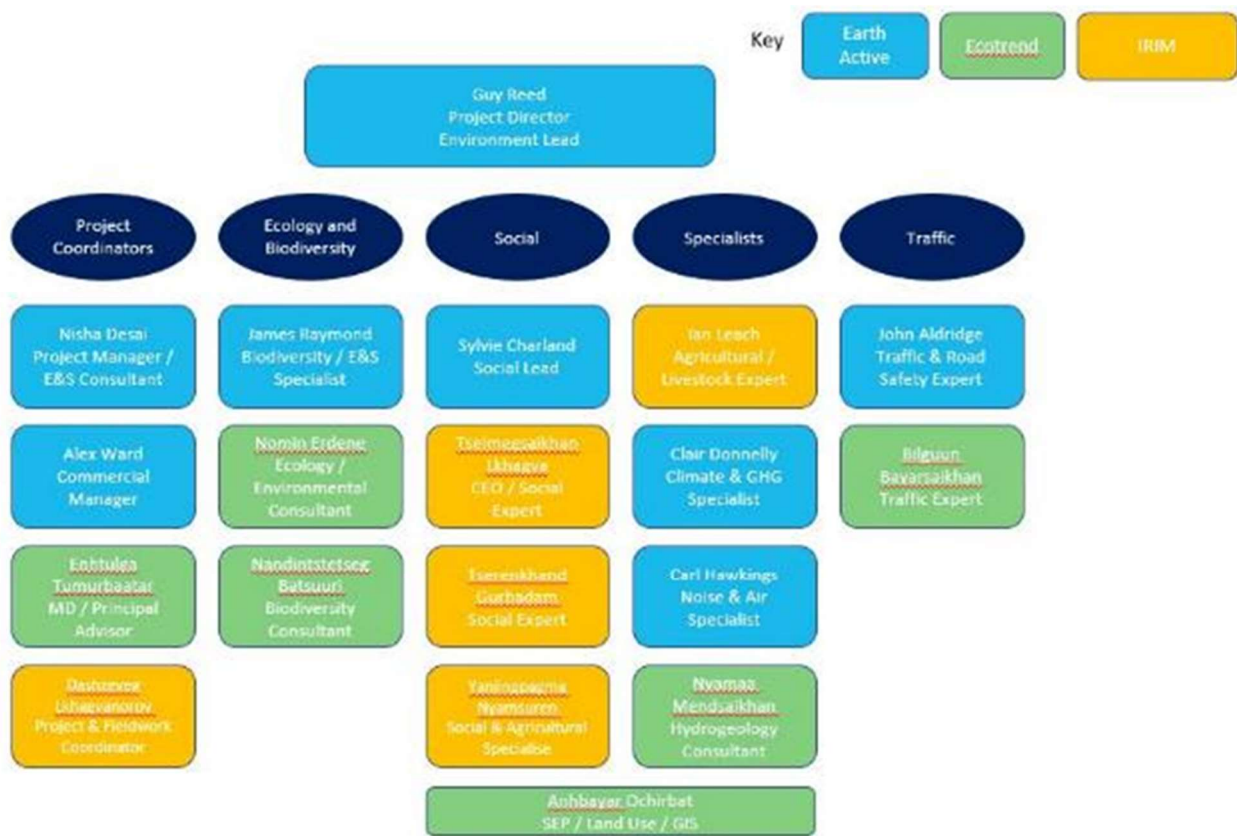 Key
Earth
Active
Ecotrend
IRIM
Guy Reed
Project Director
Environment Lead
Project
Coordinators
Ecology and
Biodiversity
Social
Specialists
Traffic
Nisha Desai
Project Manager /
E&S Consultant
James Raymond
Biodiversity / E&S
Specialist
Sylvie Charland
Social Lead
Ian Leach
Agricultural /
Livestock Expert
John Aldridge
Traffic & Road
Safety Expert
Alex Ward
Commercial
Manager
Nomin Erdene
Ecology /
Environmental
Consultant
Lkhagva
CEO / Social
Expert
Clair Donnelly
Climate & GHG
Specialist
Bilguun
Bayarsaikhan
Traffic Expert
Enhtulga
Tumurbaatar
MD / Principal
Advisor
Nandintstetseg
Batsuuri
Biodiversity
Consultant
Tserenkhand
Social Expert
Carl Hawkings
Noise & Air
Specialist
Project & Fieldwork
Coordinator
Nyamsuren
Social & Agricultural
Specialise
Nyamaa
Mendsaikhan
Hydrogeology
Consultant
Anhbayar Ochirbat
SEP / Land Use / GIS